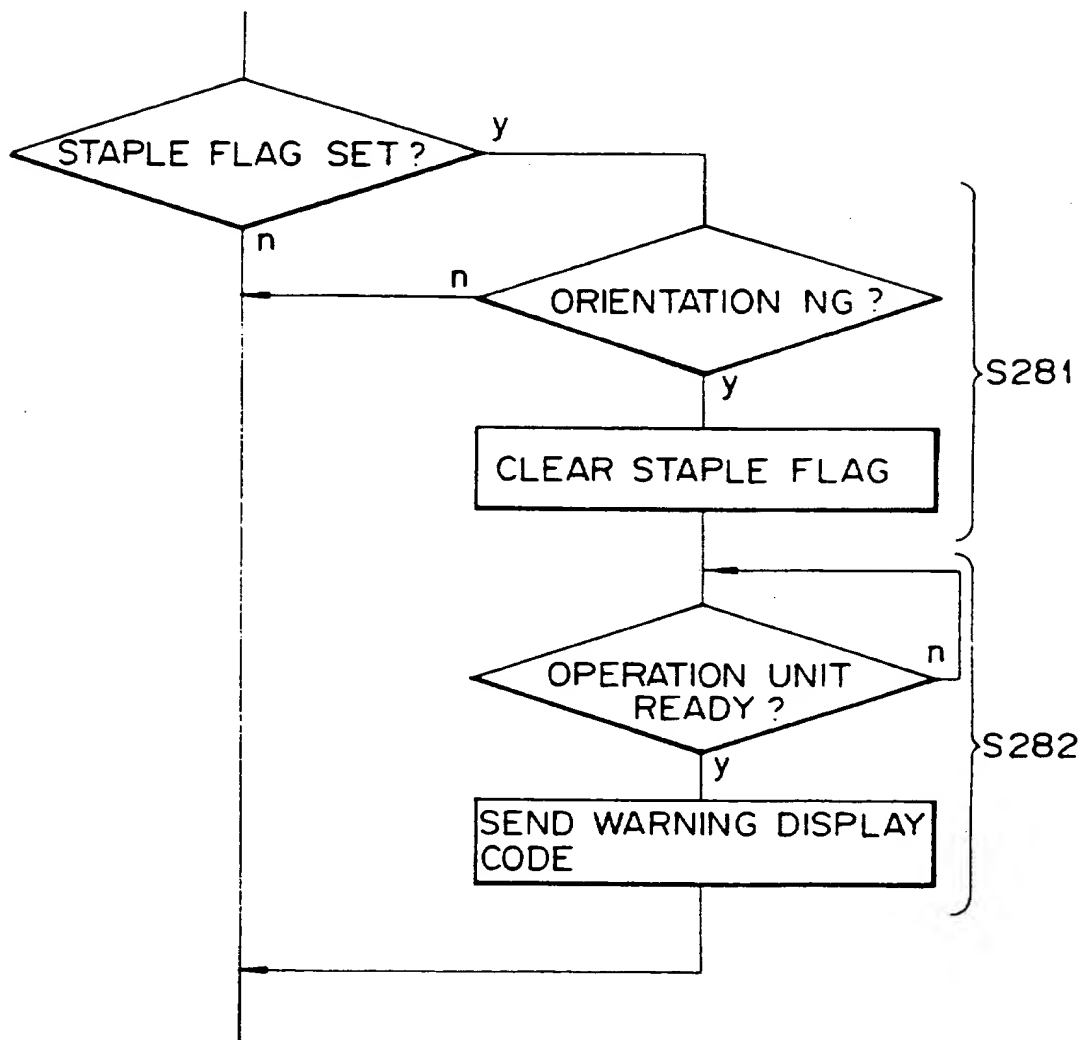 STAPLE FLAG SET?
y
n
n
ORIENTATION NG?
y
S281
CLEAR STAPLE FLAG
OPERATION UNIT
READY?
n
y
S282
SEND WARNING DISPLAY
CODE